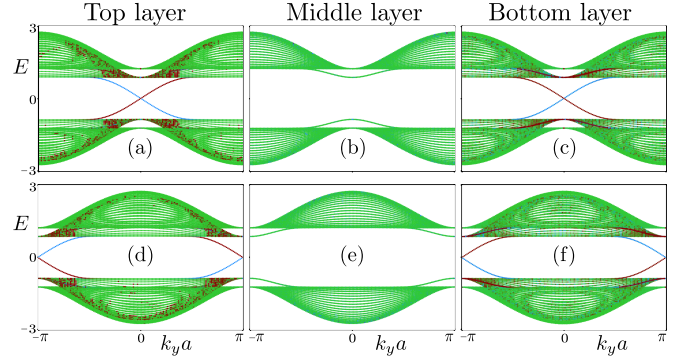 Top layer Middle layer Bottom layer
3
E
0
(a) (b) (c)
−3
3
E
0
(d) (e) (f)
−3
−π 0 π −π 0 π −π 0 π
k_y a k_y a k_y a